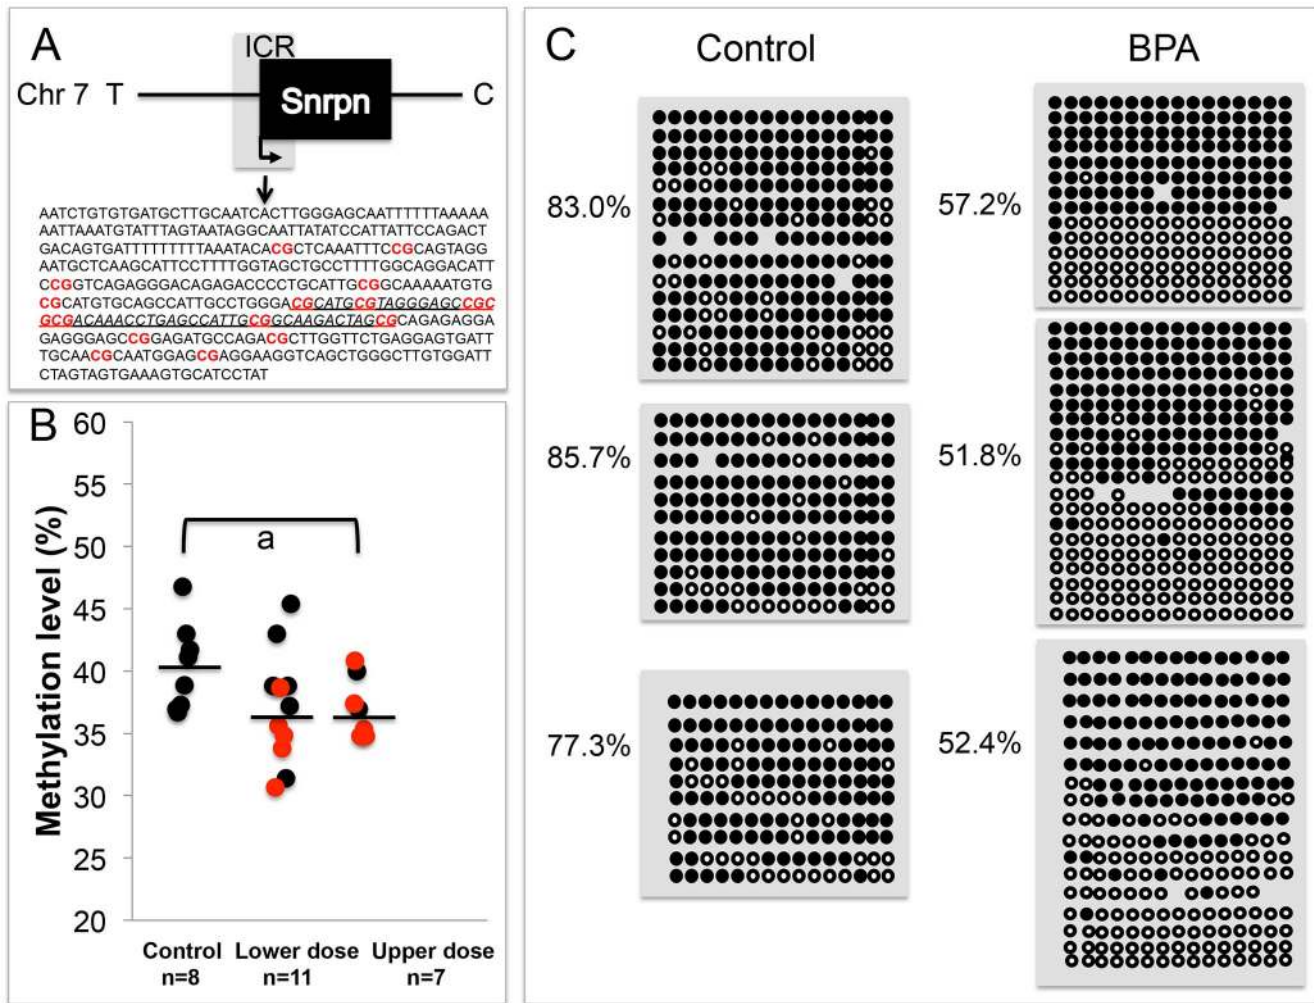 A
ICR
Chr 7 T
Snrpn
C
AATCTGTGTGATGCTTGCAATCACTTGGGAGCAATTTTTTAAAAA
AATTAAATGTATTTAGTAATAGGCAATTATATCCATTATTCCAGACT
GACAGTGATTTTTTTTTAAATACACGCTCAAATTTCCGCAGTAGG
AATGCTCAAGCATTCCTTTTGGTAGCTGCCTTTTGGCAGGACATT
CCGGTCAGAGGGACAGAGACCCCTGCATTGCGGCAAAAATGTG
CGCATGTGCAGCCATTGCCTGGGACGCATGCGTAGGGAGCCGC
GCGACAAACCTGAGCCATTGCGGCAAGACTAGCGCAGAGAGGA
GAGGGAGCCGGAGATGCCAGACGCTTGGTTCTGAGGAGTGATT
TGCAACGCAATGGAGCGAGGAAGGTCAGCTGGGCTTGTGGATT
CTAGTAGTGAAAGTGCATCCTAT
B
Methylation level (%)
60
55
50
45
40
35
30
25
20
a
Control
n=8
Lower dose
n=11
Upper dose
n=7
C
Control
BPA
83.0%
57.2%
85.7%
51.8%
77.3%
52.4%